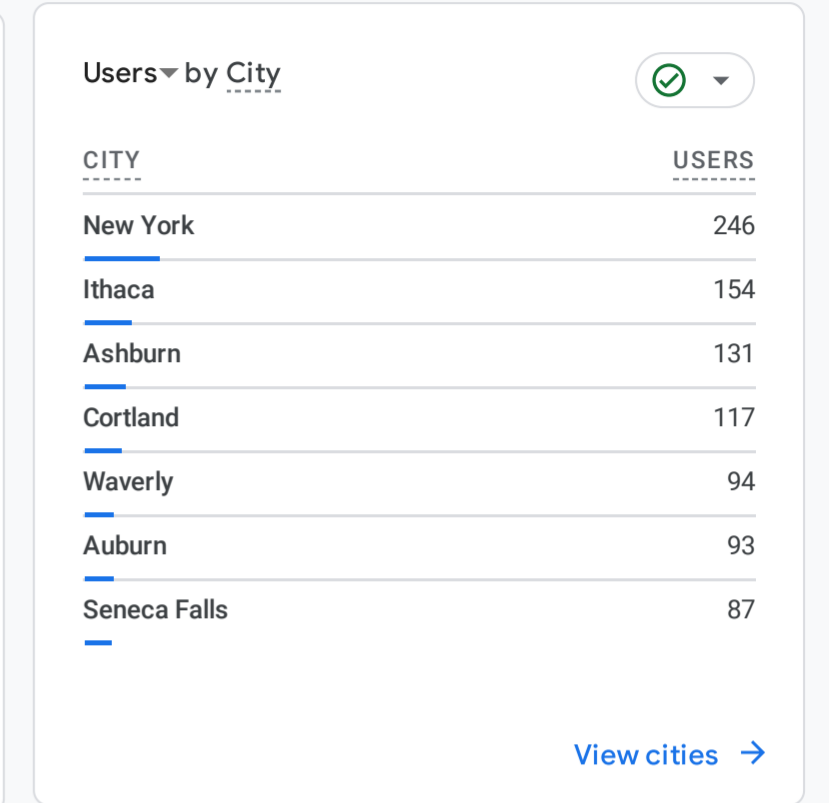 Users by City
CITY USERS
New York 246
Ithaca 154
Ashburn 131
Cortland 117
Waverly 94
Auburn 93
Seneca Falls 87
View cities